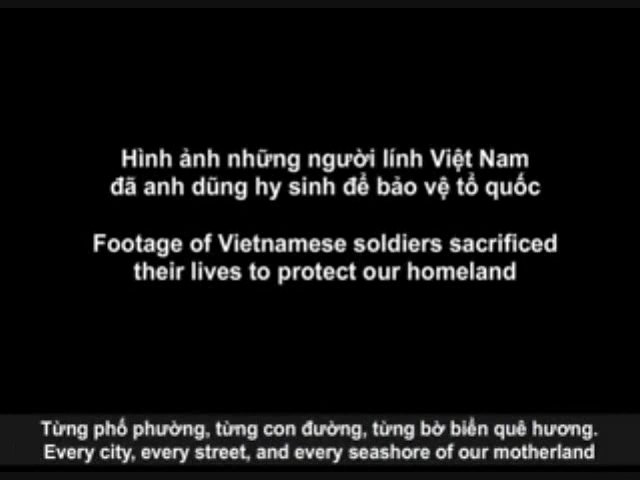 Hình ảnh những người lính Việt Nam
đã anh dũng hy sinh để bảo vệ tổ quốc
Footage of Vietnamese soldiers sacrificed
their lives to protect our homeland
Từng phố phường, từng con đường, từng bờ biển quê hương.
Every city, every street, and every seashore of our motherland